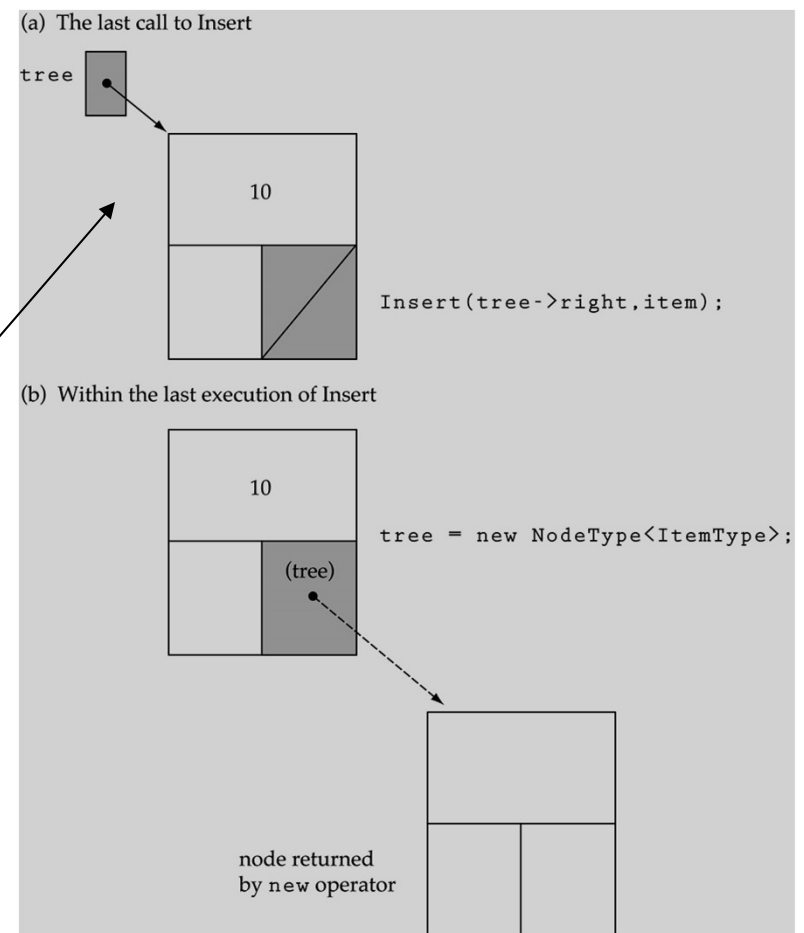 (a) The last call to Insert
tree
10
Insert(tree->right,item);
(b) Within the last execution of Insert
10
tree = new NodeType<ItemType>;
(tree)
node returned
by new operator